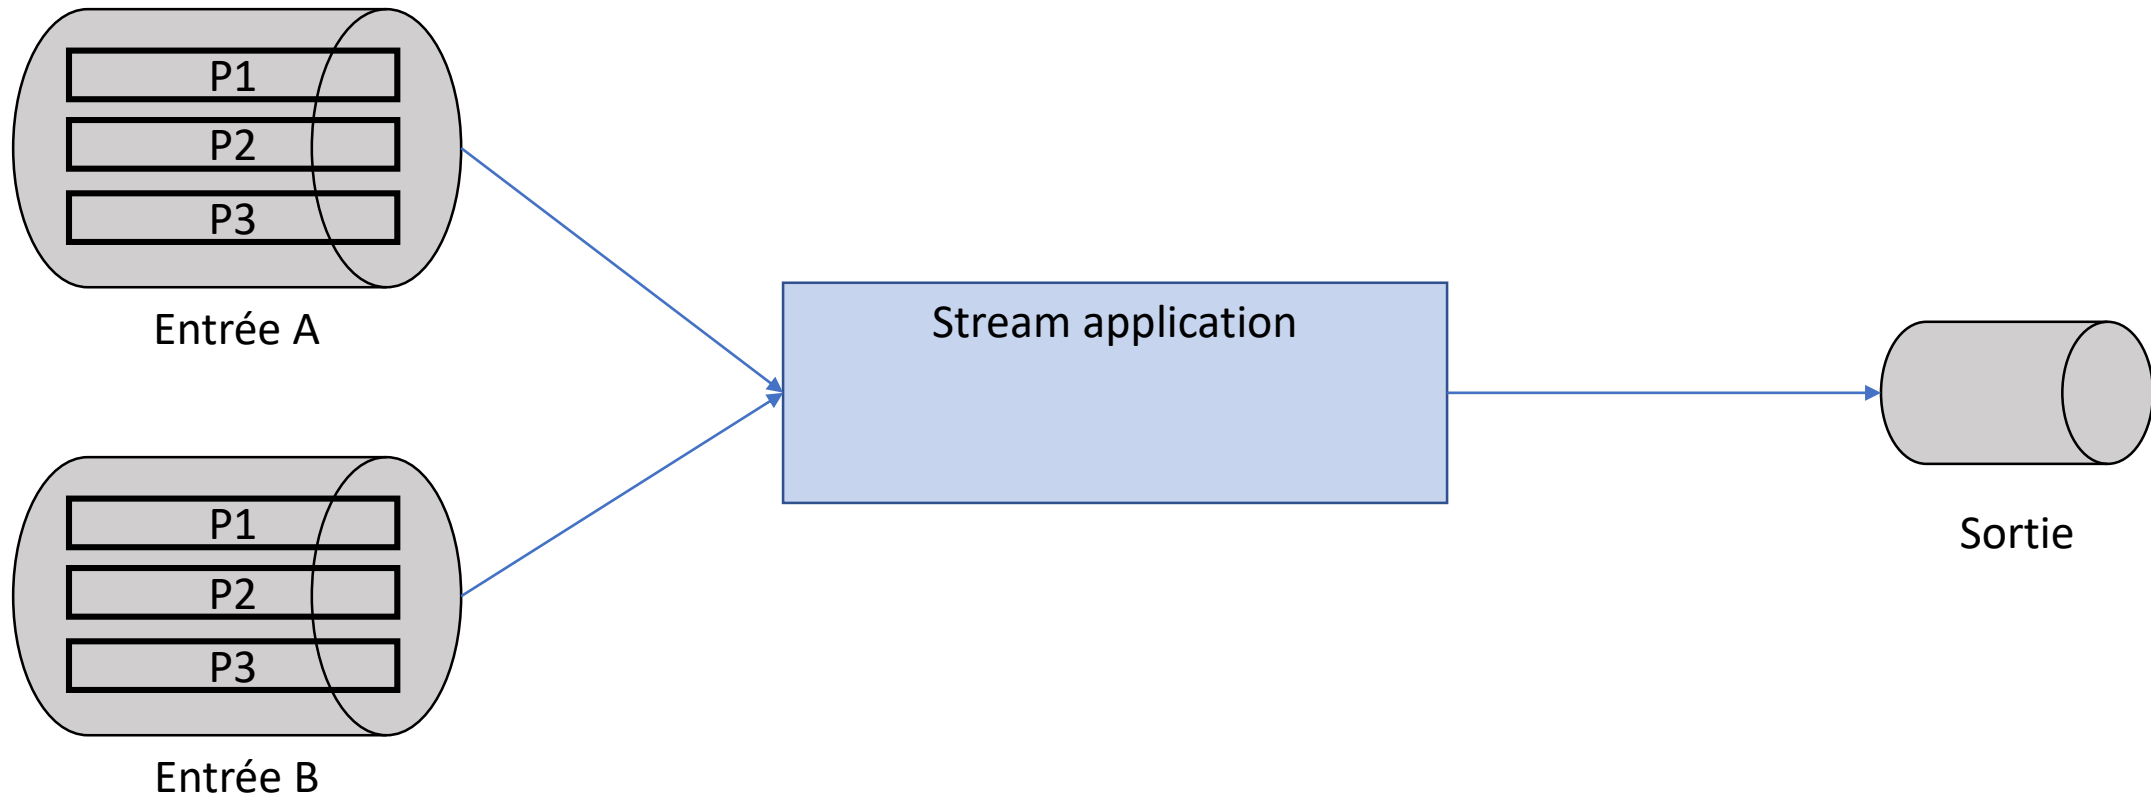 P1
P2
P3
Entrée A
Stream application
P1
P2
P3
Entrée B
Sortie